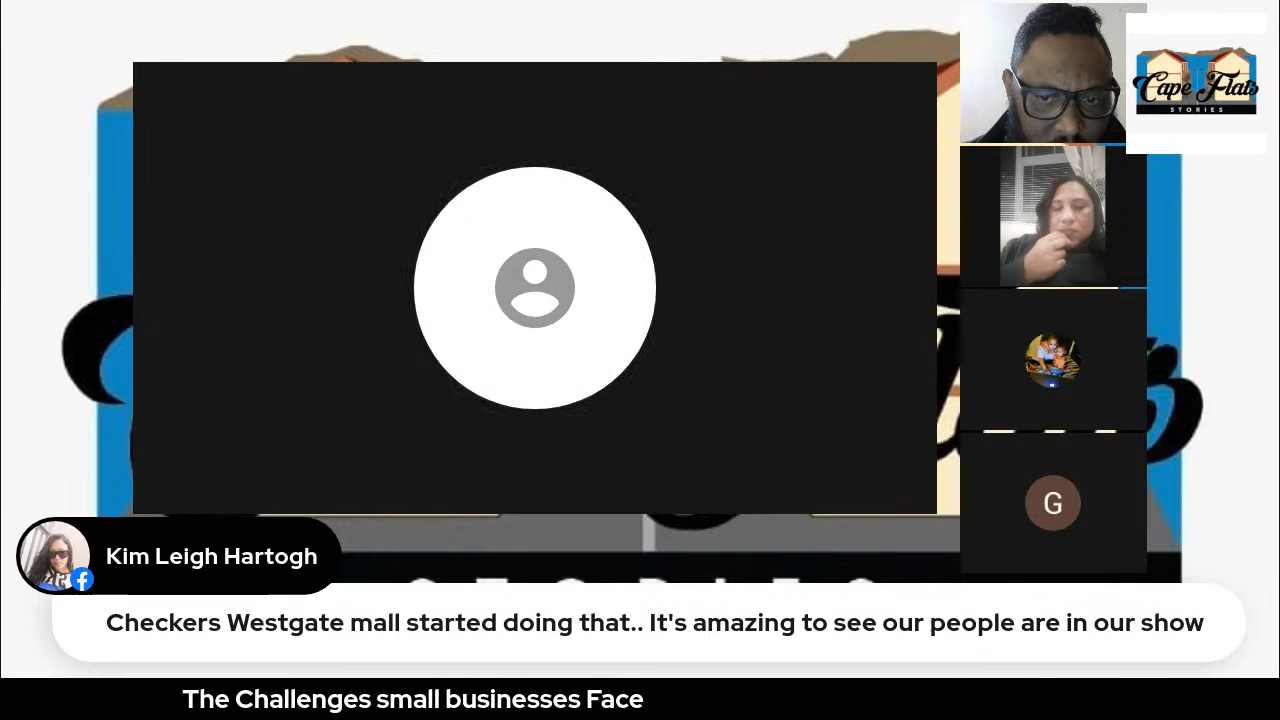 Cape Flats
STORIES
G
Kim Leigh Hartogh
Checkers Westgate mall started doing that.. It's amazing to see our people are in our show
The Challenges small businesses Face